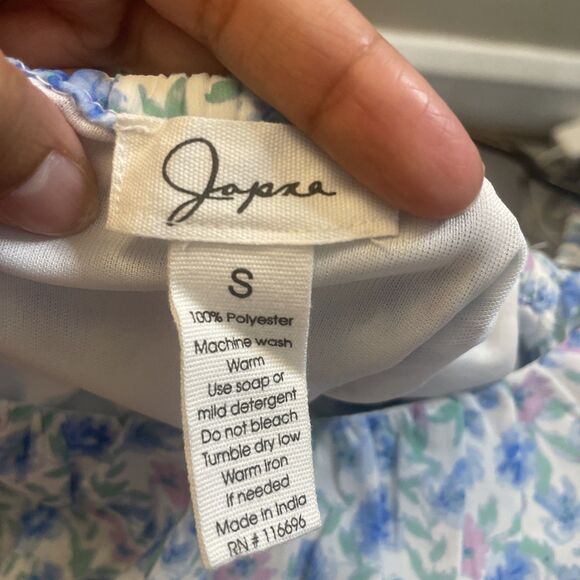 Japna
S
100% Polyester
Machine wash
Warm
Use soap or
mild detergent
Do not bleach
Tumble dry low
Warm iron
if needed
Made in India
RN # 116696